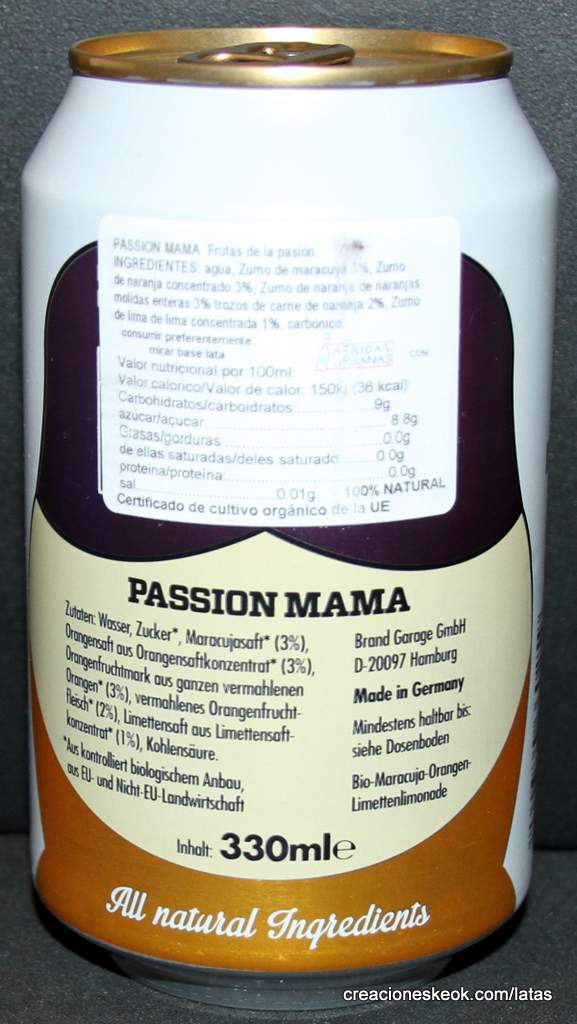 PASSION MAMA Frutas de la pasión
INGREDIENTES: agua, Zumo de maracuyá 3%, Zumo
de naranja concentrado 3%, Zumo de naranja de naranjas
molidas enteras 3% trozos de carne de naranja 2%, Zumo
de lima de lima concentrada 1%, carbónico.
consumir preferentemente:
mirar base lata
Valor nutricional por 100ml: .COM
Valor calorico/Valor de calor: 150kj (36 kcal)
Carbohidratos/carboidratos...................9g
azúcar/açucar......................................8.8g
Grasas/gorduras..................................0.0g
de ellas saturadas/deles saturado.........0.0g
proteina/proteína..................................0.0g
sal..............................0.01g 100% NATURAL
Certificado de cultivo orgánico de la UE
PASSION MAMA
Zutaten: Wasser, Zucker*, Maracujasaft* (3%),
Orangensaft aus Orangensaftkonzentrat* (3%),
Orangenfruchtmark aus ganzen vermahlenen
Orangen* (3%), vermahlenes Orangenfrucht-
fleisch* (2%), Limettensaft aus Limettensaft-
konzentrat* (1%), Kohlensäure.
*Aus kontrolliert biologischem Anbau,
aus EU- und Nicht-EU-Landwirtschaft
Brand Garage GmbH
D-20097 Hamburg
Made in Germany
Mindestens haltbar bis:
siehe Dosenboden
Bio-Maracuja-Orangen-
Limettenlimonade
Inhalt: 330ml℮
All natural Ingredients
creacioneskeok.com/latas